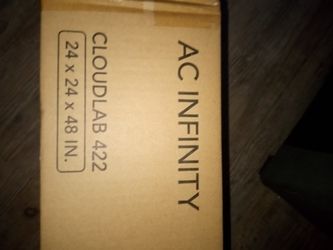 AC INFINITY
CLOUDLAB 422
24 x 24 x 48 IN.